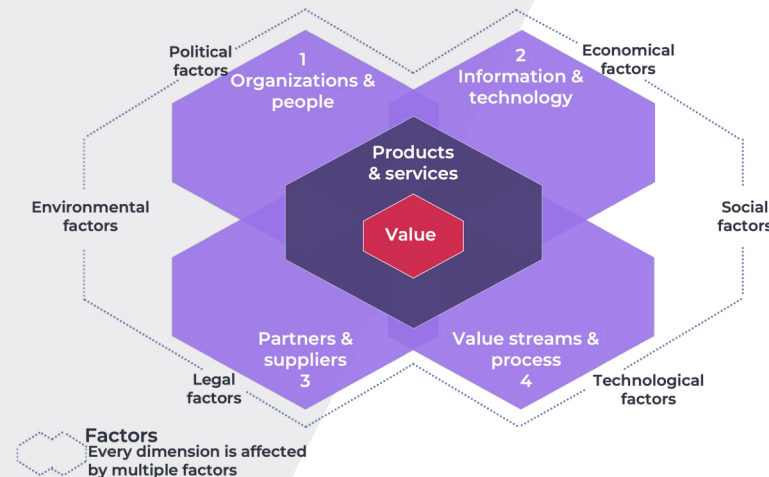 Political
factors
1
Organizations &
people
2
Information &
technology
Economical
factors
Products
& services
Value
Environmental
factors
Social
factors
Partners &
suppliers
3
Value streams &
process
4
Legal
factors
Technological
factors
Factors
Every dimension is affected
by multiple factors